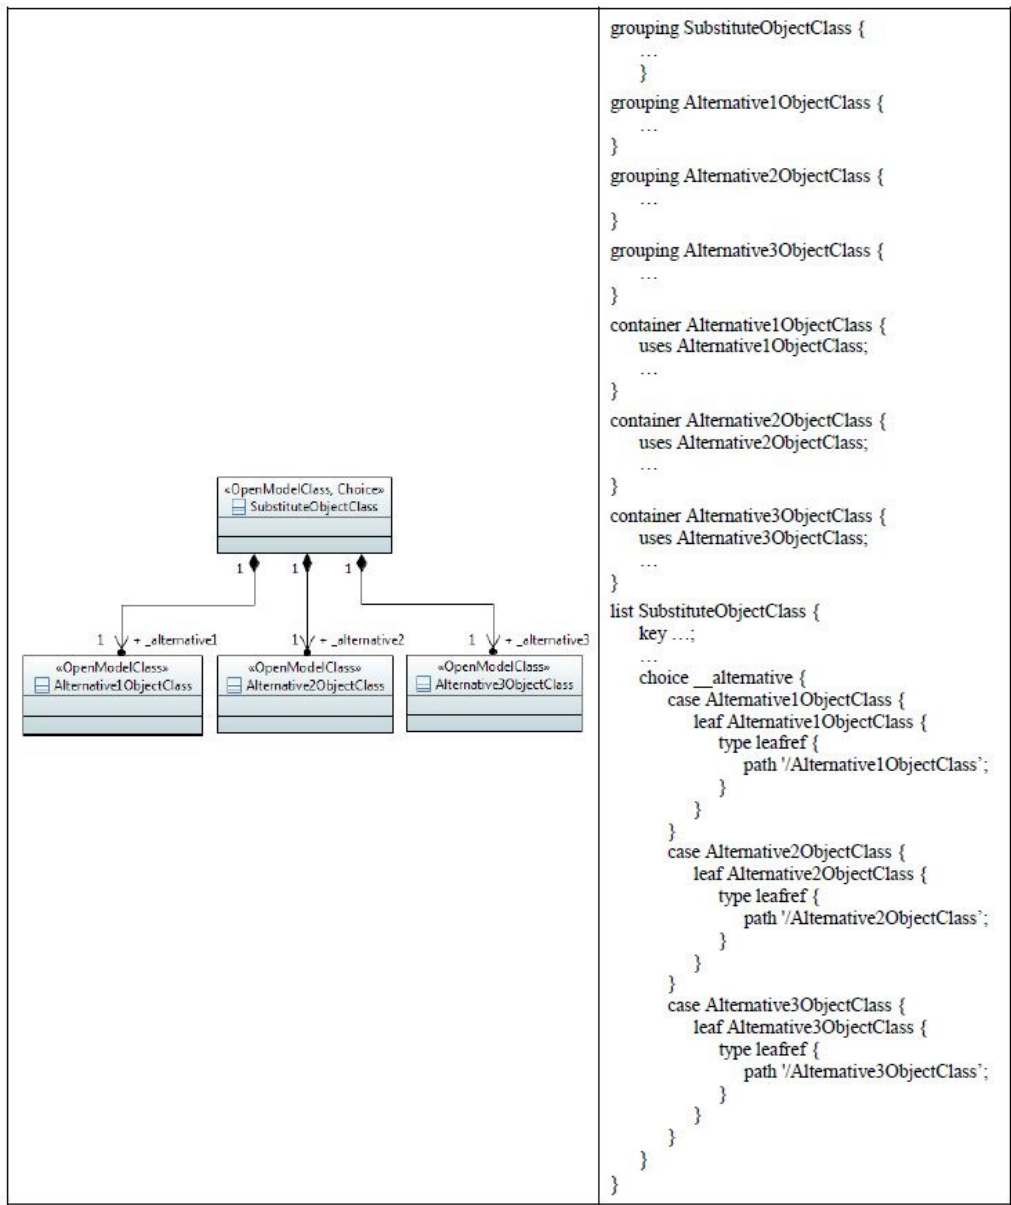 «OpenModelClass, Choice»
SubstituteObjectClass
1 1 1
1 + _alternative1 1 + _alternative2 1 + _alternative3
«OpenModelClass» «OpenModelClass» «OpenModelClass»
Alternative1ObjectClass Alternative2ObjectClass Alternative3ObjectClass
grouping SubstituteObjectClass {
…
}
grouping Alternative1ObjectClass {
…
}
grouping Alternative2ObjectClass {
…
}
grouping Alternative3ObjectClass {
…
}
container Alternative1ObjectClass {
uses Alternative1ObjectClass;
…
}
container Alternative2ObjectClass {
uses Alternative2ObjectClass;
…
}
container Alternative3ObjectClass {
uses Alternative3ObjectClass;
…
}
list SubstituteObjectClass {
key …;
…
choice __alternative {
case Alternative1ObjectClass {
leaf Alternative1ObjectClass {
type leafref {
path '/Alternative1ObjectClass’;
}
}
}
case Alternative2ObjectClass {
leaf Alternative2ObjectClass {
type leafref {
path '/Alternative2ObjectClass’;
}
}
}
case Alternative3ObjectClass {
leaf Alternative3ObjectClass {
type leafref {
path '/Alternative3ObjectClass’;
}
}
}
}
}